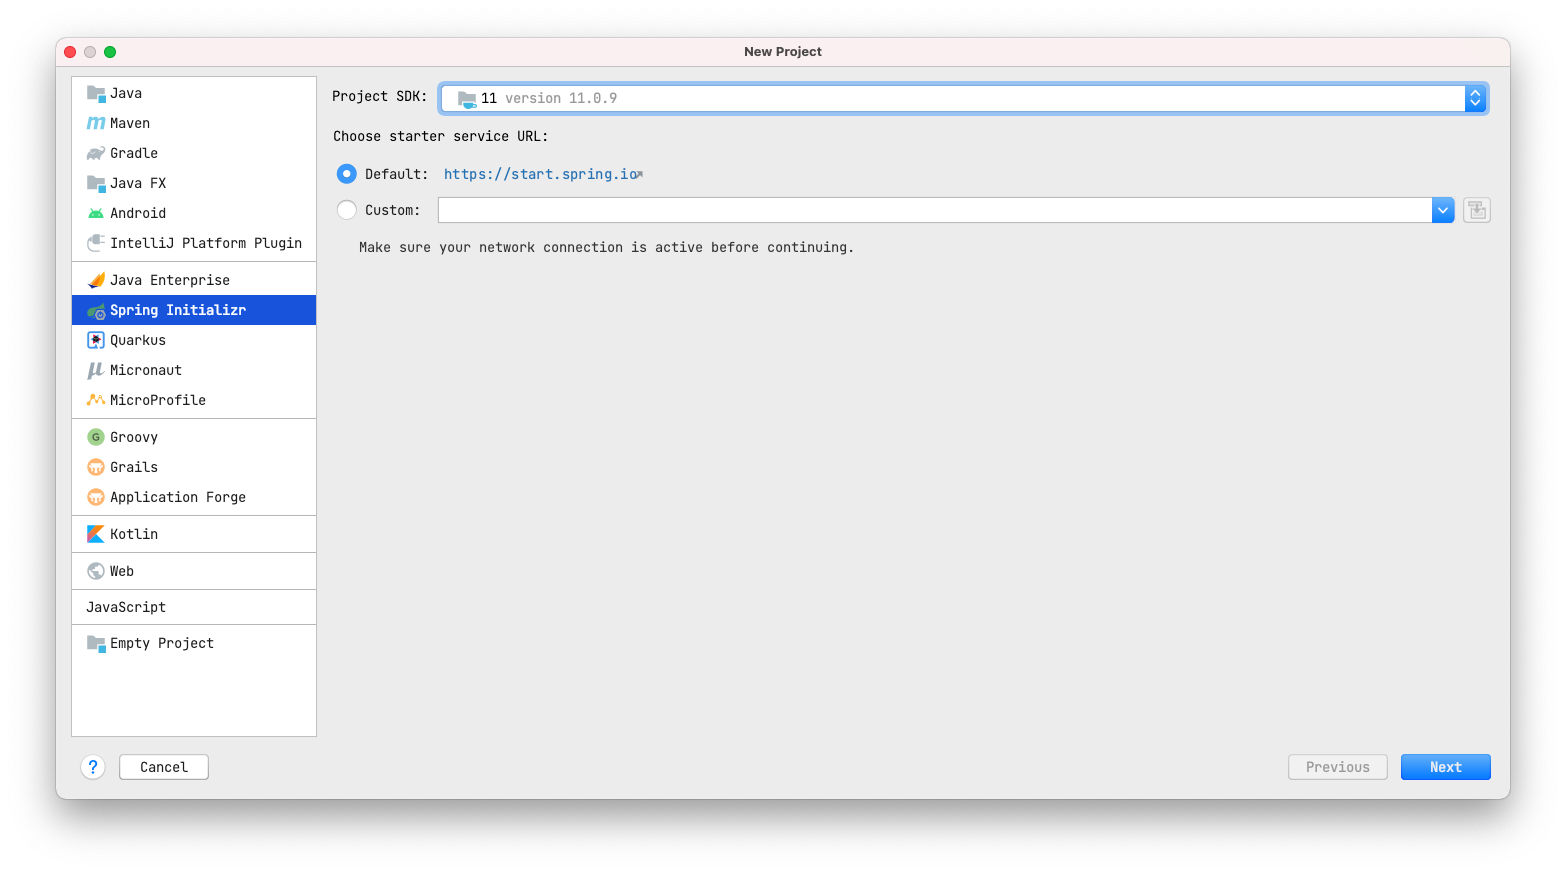 New Project
Java
Maven
Gradle
Java FX
Android
IntelliJ Platform Plugin
Java Enterprise
Spring Initializr
Quarkus
Micronaut
MicroProfile
G Groovy
Grails
Application Forge
Kotlin
Web
JavaScript
Empty Project
Project SDK: 11 version 11.0.9
Choose starter service URL:
Default: https://start.spring.io
Custom:
Make sure your network connection is active before continuing.
? Cancel
Previous Next